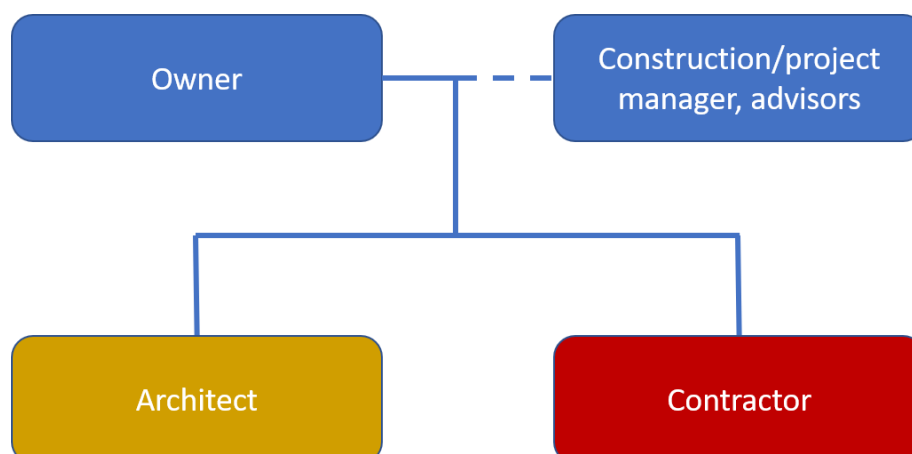 Owner
Construction/project
manager, advisors
Architect
Contractor